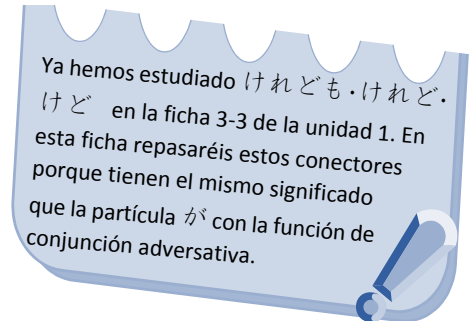 Ya hemos estudiado けれども・けれど・
けど en la ficha 3-3 de la unidad 1. En
esta ficha repasaréis estos conectores
porque tienen el mismo significado
que la partícula が con la función de
conjunción adversativa.